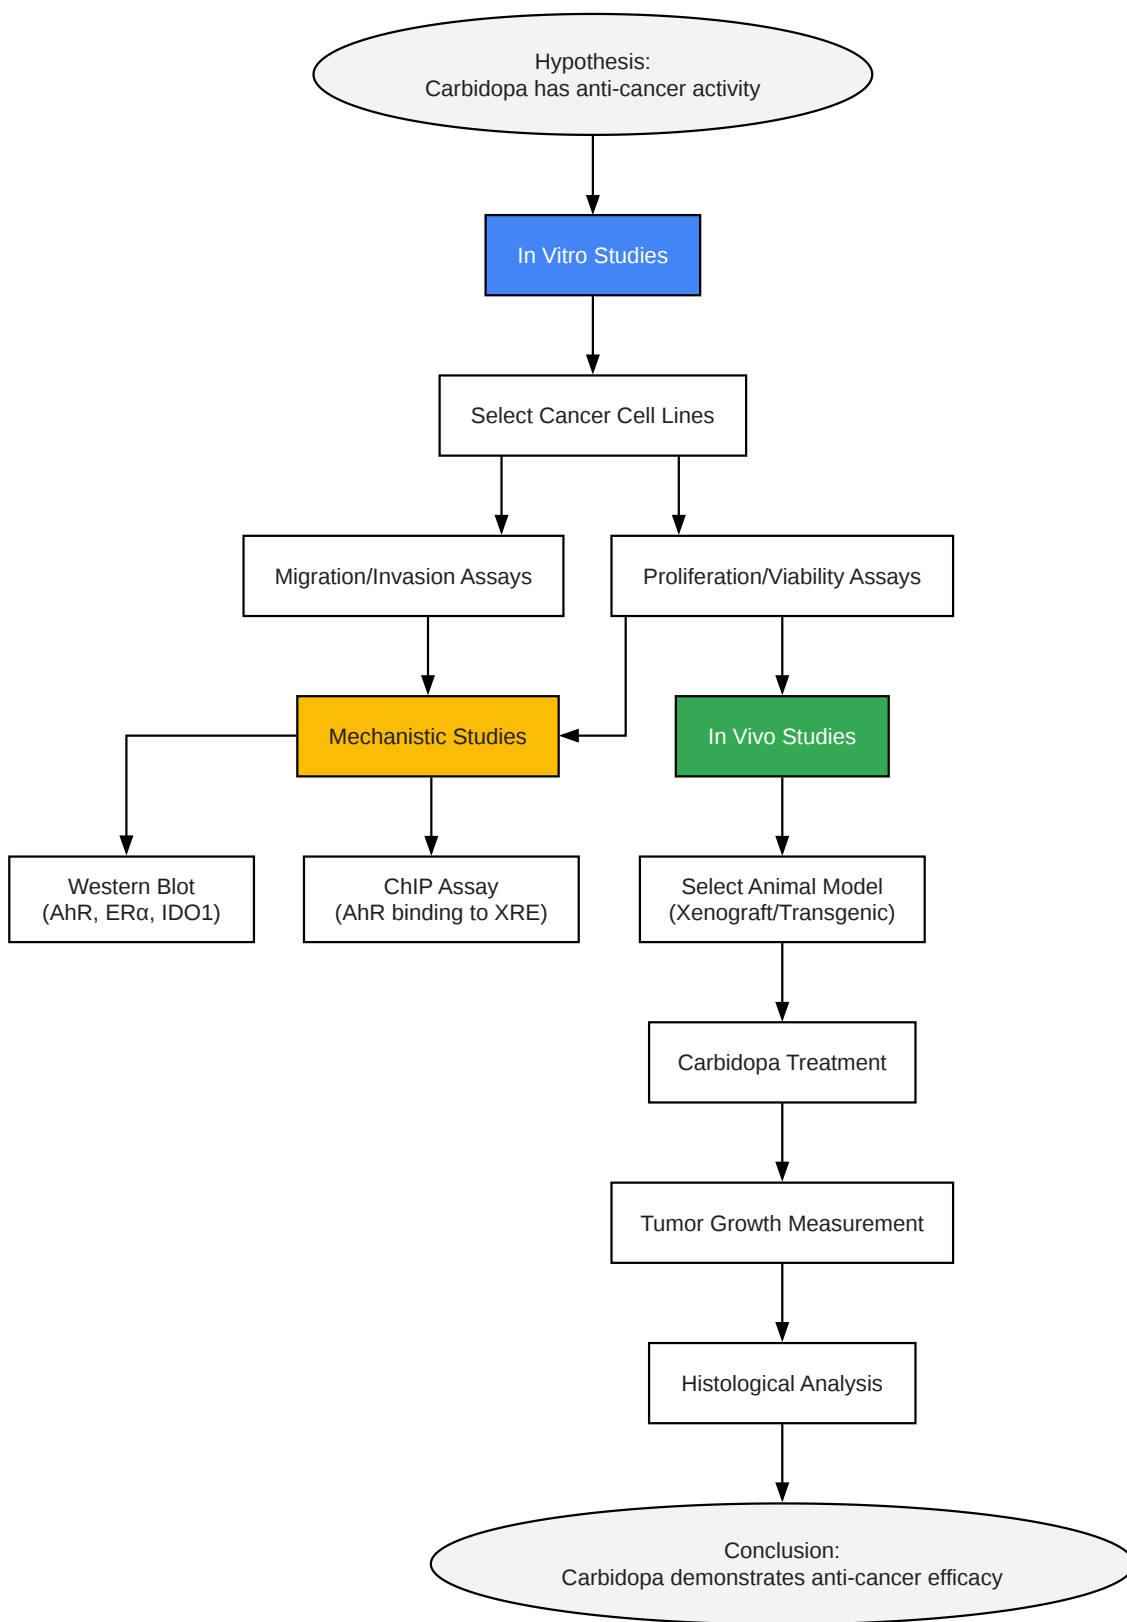 Hypothesis:
Carbidopa has anti-cancer activity
In Vitro Studies
Select Cancer Cell Lines
Migration/Invasion Assays
Proliferation/Viability Assays
Mechanistic Studies
In Vivo Studies
Western Blot
(AhR, ERα, IDO1)
ChIP Assay
(AhR binding to XRE)
Select Animal Model
(Xenograft/Transgenic)
Carbidopa Treatment
Tumor Growth Measurement
Histological Analysis
Conclusion:
Carbidopa demonstrates anti-cancer efficacy